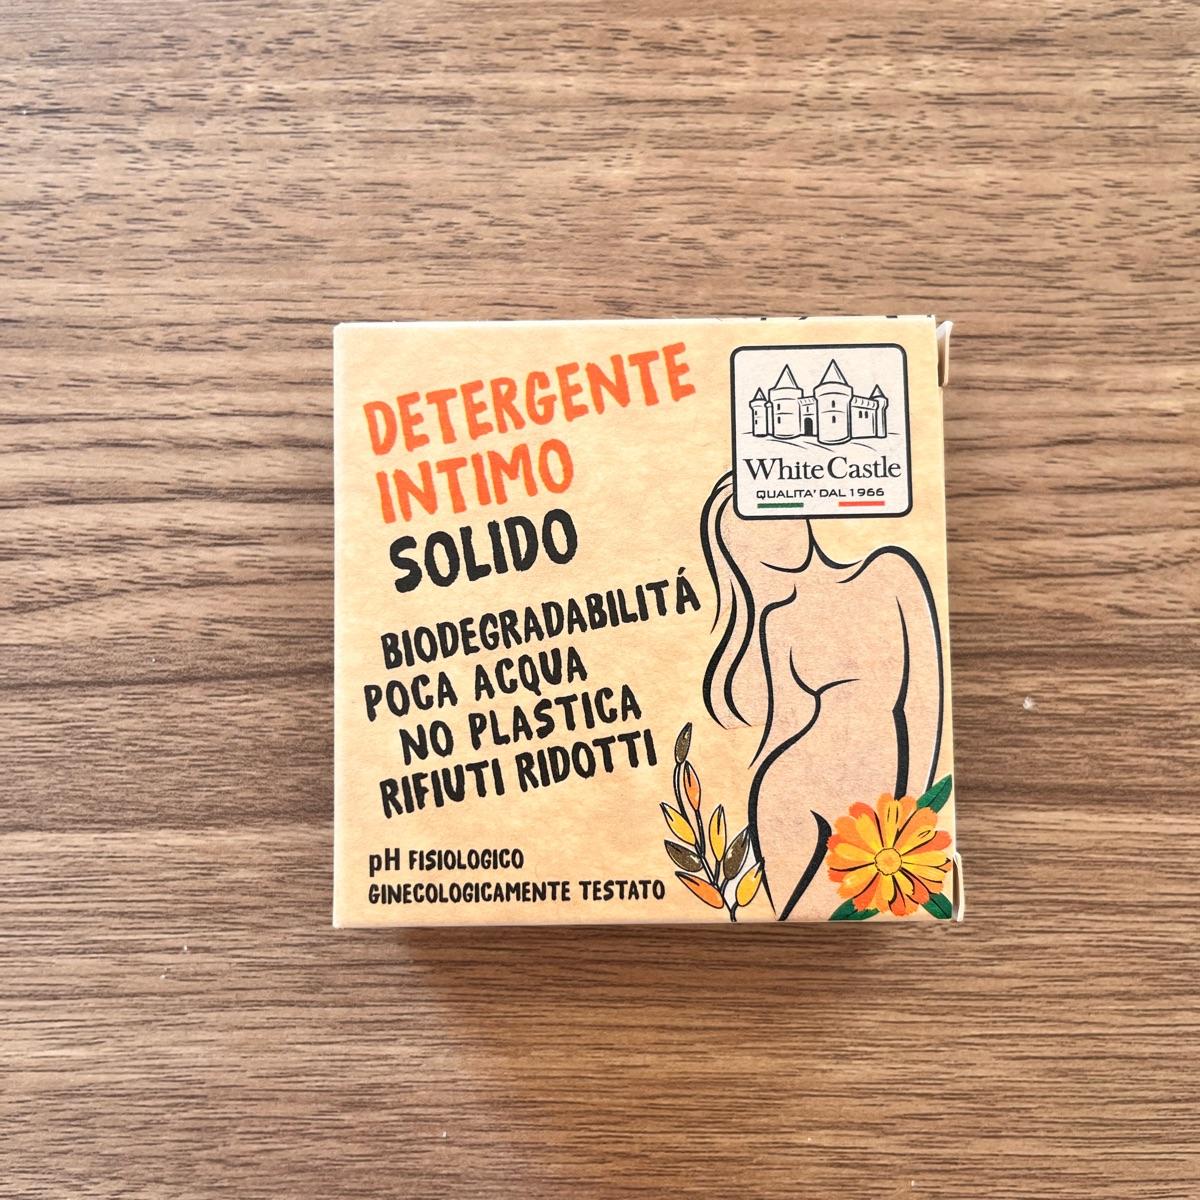 DETERGENTE
INTIMO
SOLIDO
BIODEGRADABILITÁ
POCA ACQUA
NO PLASTICA
RIFIUTI RIDOTTI
pH FISIOLOGICO
GINECOLOGICAMENTE TESTATO
White Castle
QUALITA' DAL 1966